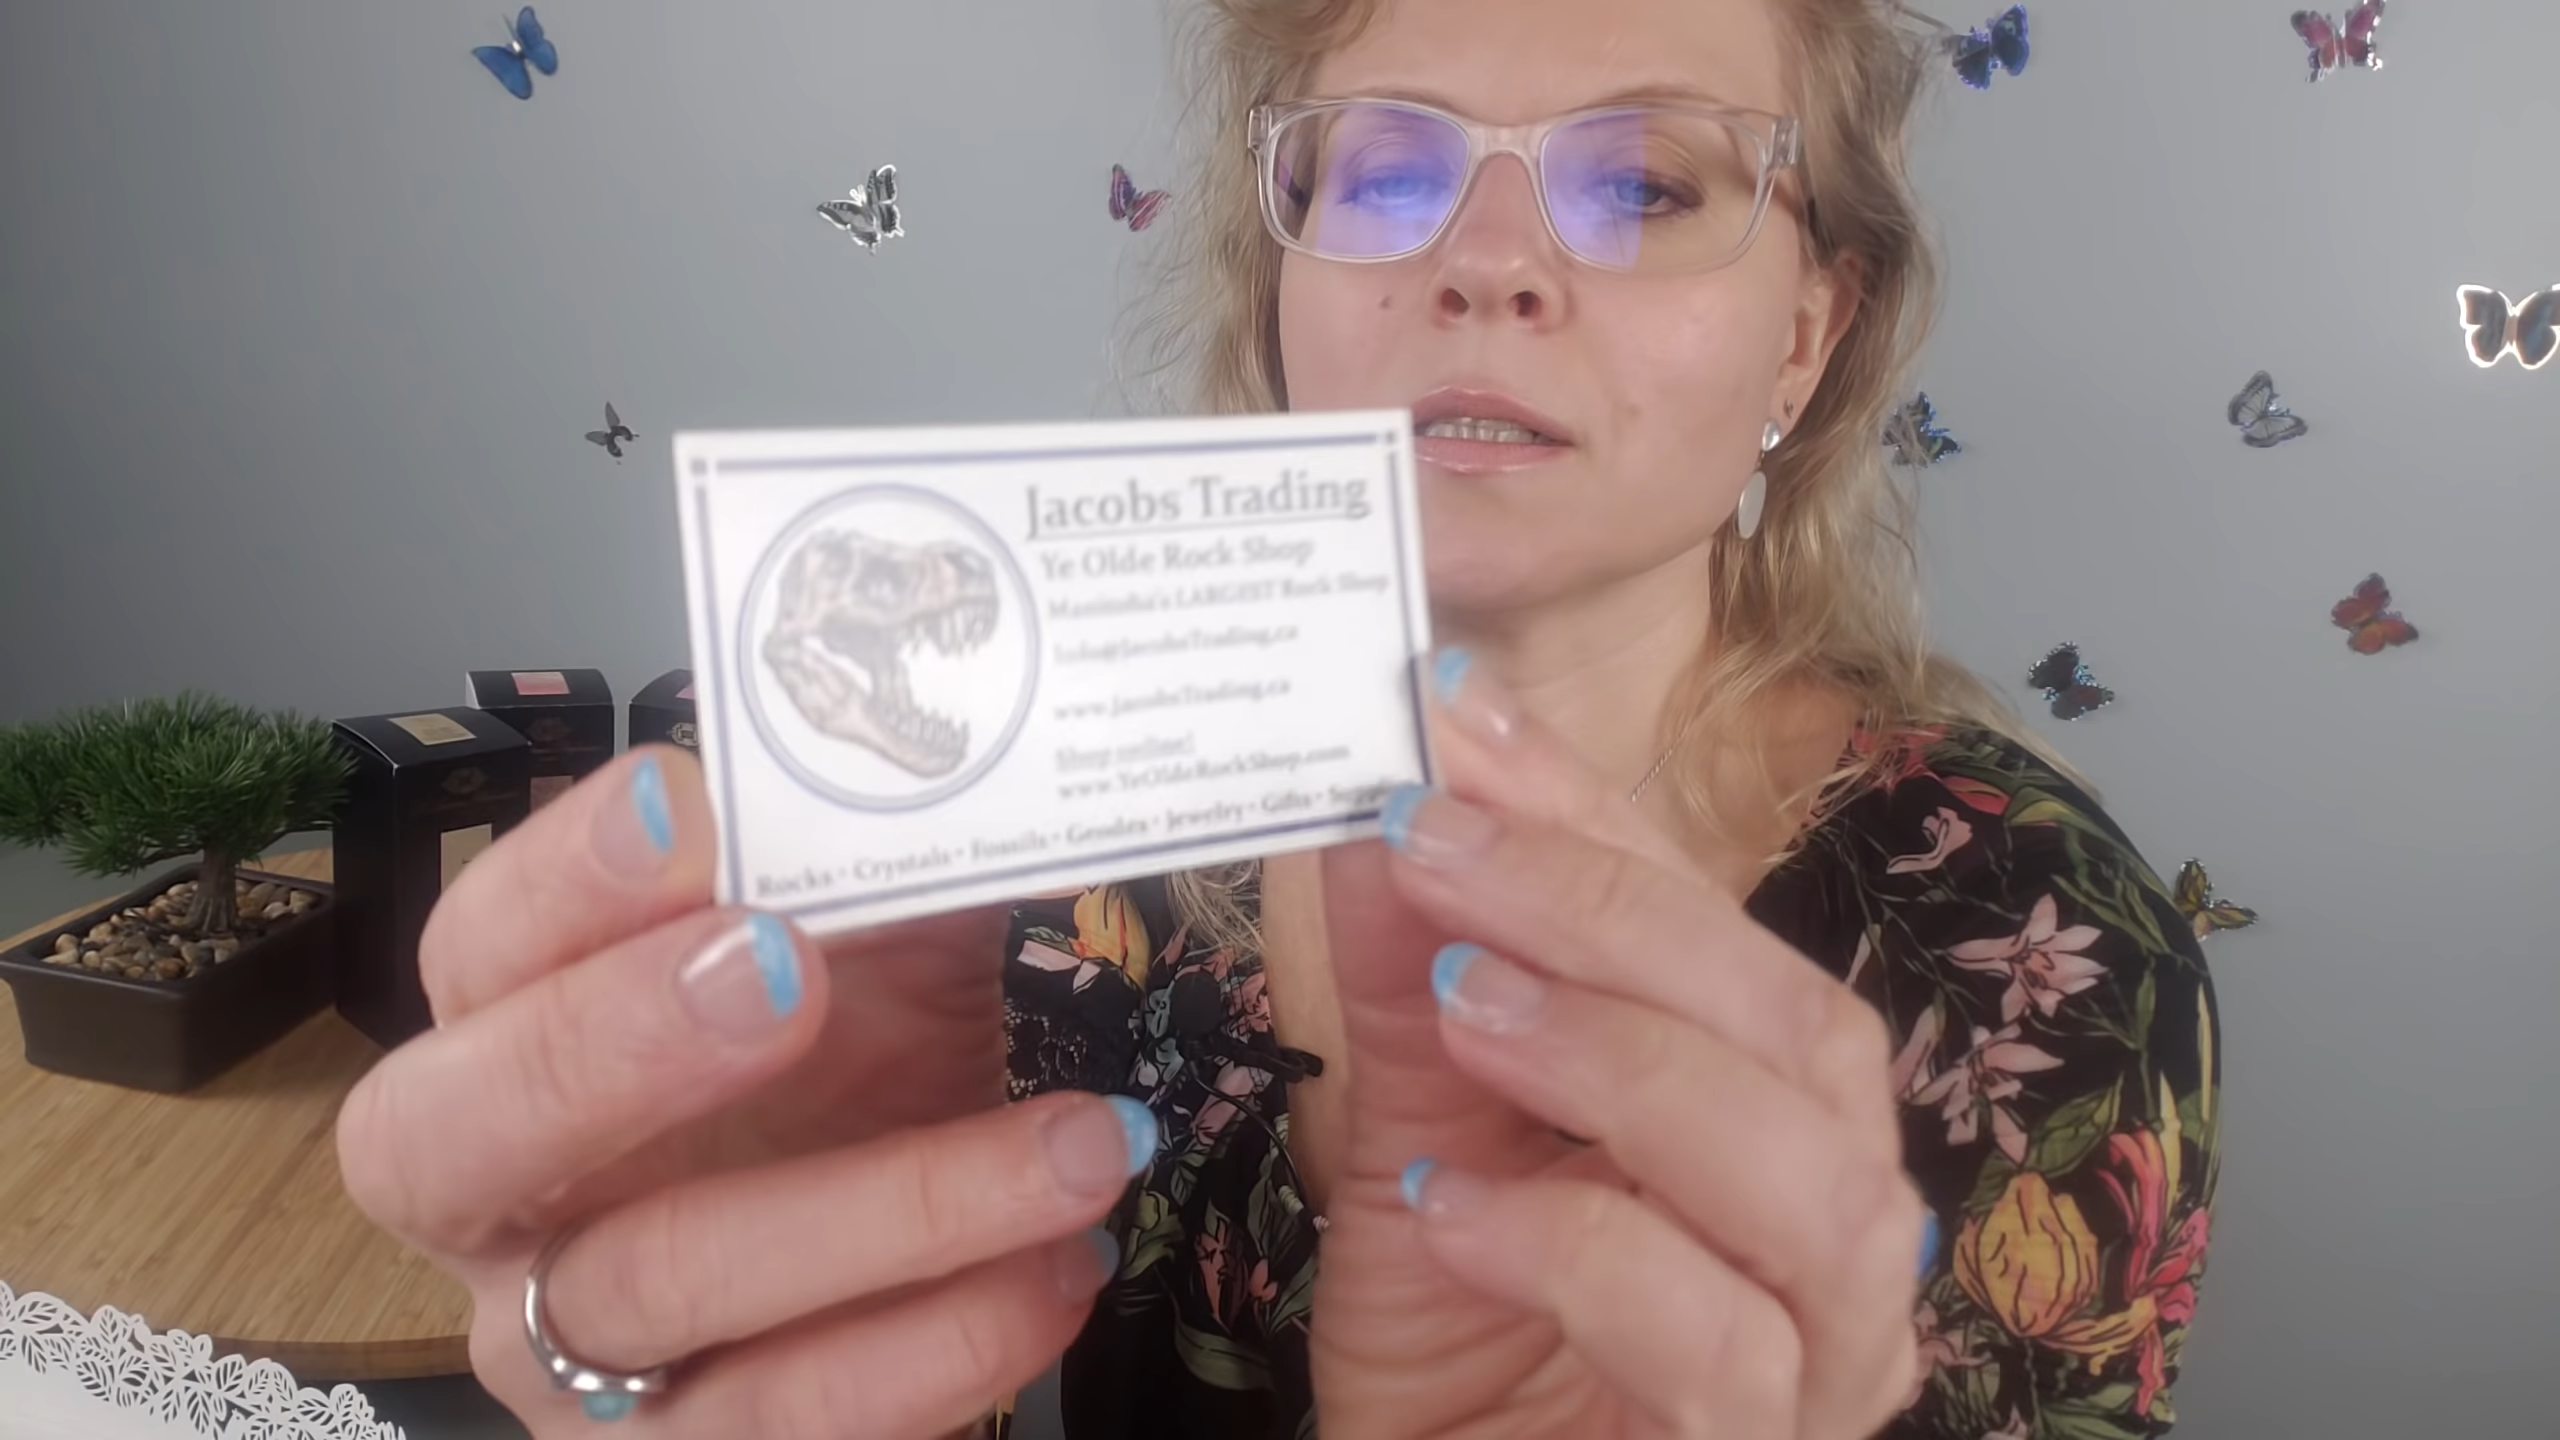 Jacobs Trading
Ye Olde Rock Shop
Manitoba's LARGEST Rock Shop
Info@JacobsTrading.ca
www.JacobsTrading.ca
Shop online!
www.YeOldeRockShop.com
Rocks • Crystals • Fossils • Geodes • Jewelry • Gifts •